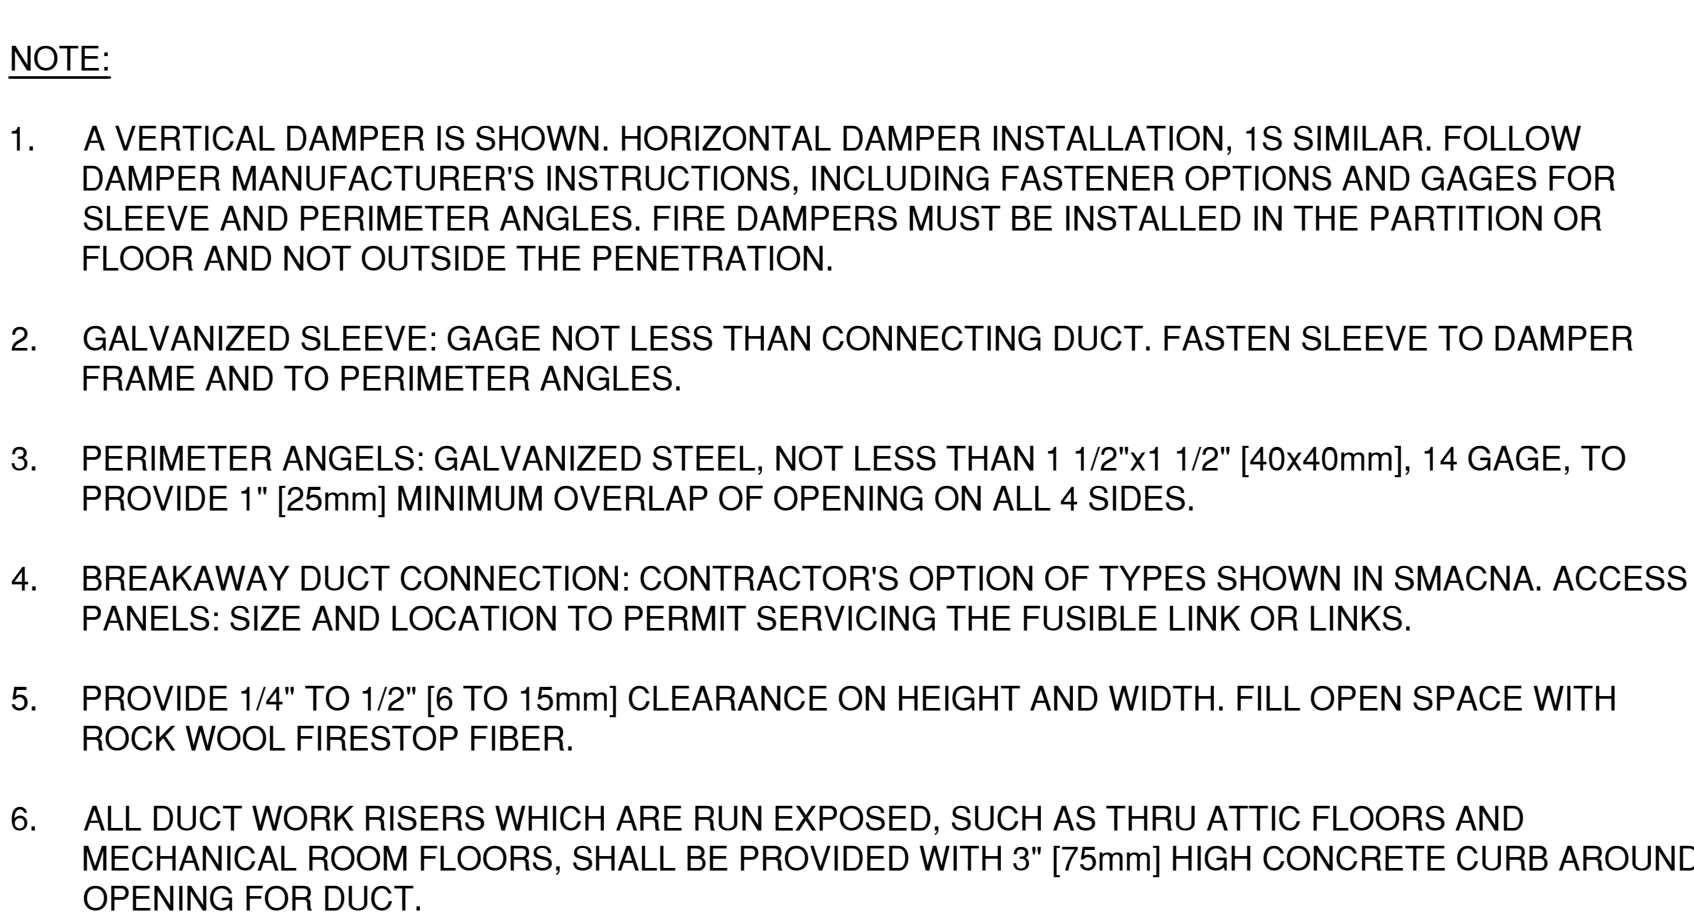 NOTE:
1. A VERTICAL DAMPER IS SHOWN. HORIZONTAL DAMPER INSTALLATION, 1S SIMILAR. FOLLOW
DAMPER MANUFACTURER'S INSTRUCTIONS, INCLUDING FASTENER OPTIONS AND GAGES FOR
SLEEVE AND PERIMETER ANGLES. FIRE DAMPERS MUST BE INSTALLED IN THE PARTITION OR
FLOOR AND NOT OUTSIDE THE PENETRATION.
2. GALVANIZED SLEEVE: GAGE NOT LESS THAN CONNECTING DUCT. FASTEN SLEEVE TO DAMPER
FRAME AND TO PERIMETER ANGLES.
3. PERIMETER ANGELS: GALVANIZED STEEL, NOT LESS THAN 1 1/2"x1 1/2" [40x40mm], 14 GAGE, TO
PROVIDE 1" [25mm] MINIMUM OVERLAP OF OPENING ON ALL 4 SIDES.
4. BREAKAWAY DUCT CONNECTION: CONTRACTOR'S OPTION OF TYPES SHOWN IN SMACNA. ACCESS
PANELS: SIZE AND LOCATION TO PERMIT SERVICING THE FUSIBLE LINK OR LINKS.
5. PROVIDE 1/4" TO 1/2" [6 TO 15mm] CLEARANCE ON HEIGHT AND WIDTH. FILL OPEN SPACE WITH
ROCK WOOL FIRESTOP FIBER.
6. ALL DUCT WORK RISERS WHICH ARE RUN EXPOSED, SUCH AS THRU ATTIC FLOORS AND
MECHANICAL ROOM FLOORS, SHALL BE PROVIDED WITH 3" [75mm] HIGH CONCRETE CURB AROUND
OPENING FOR DUCT.